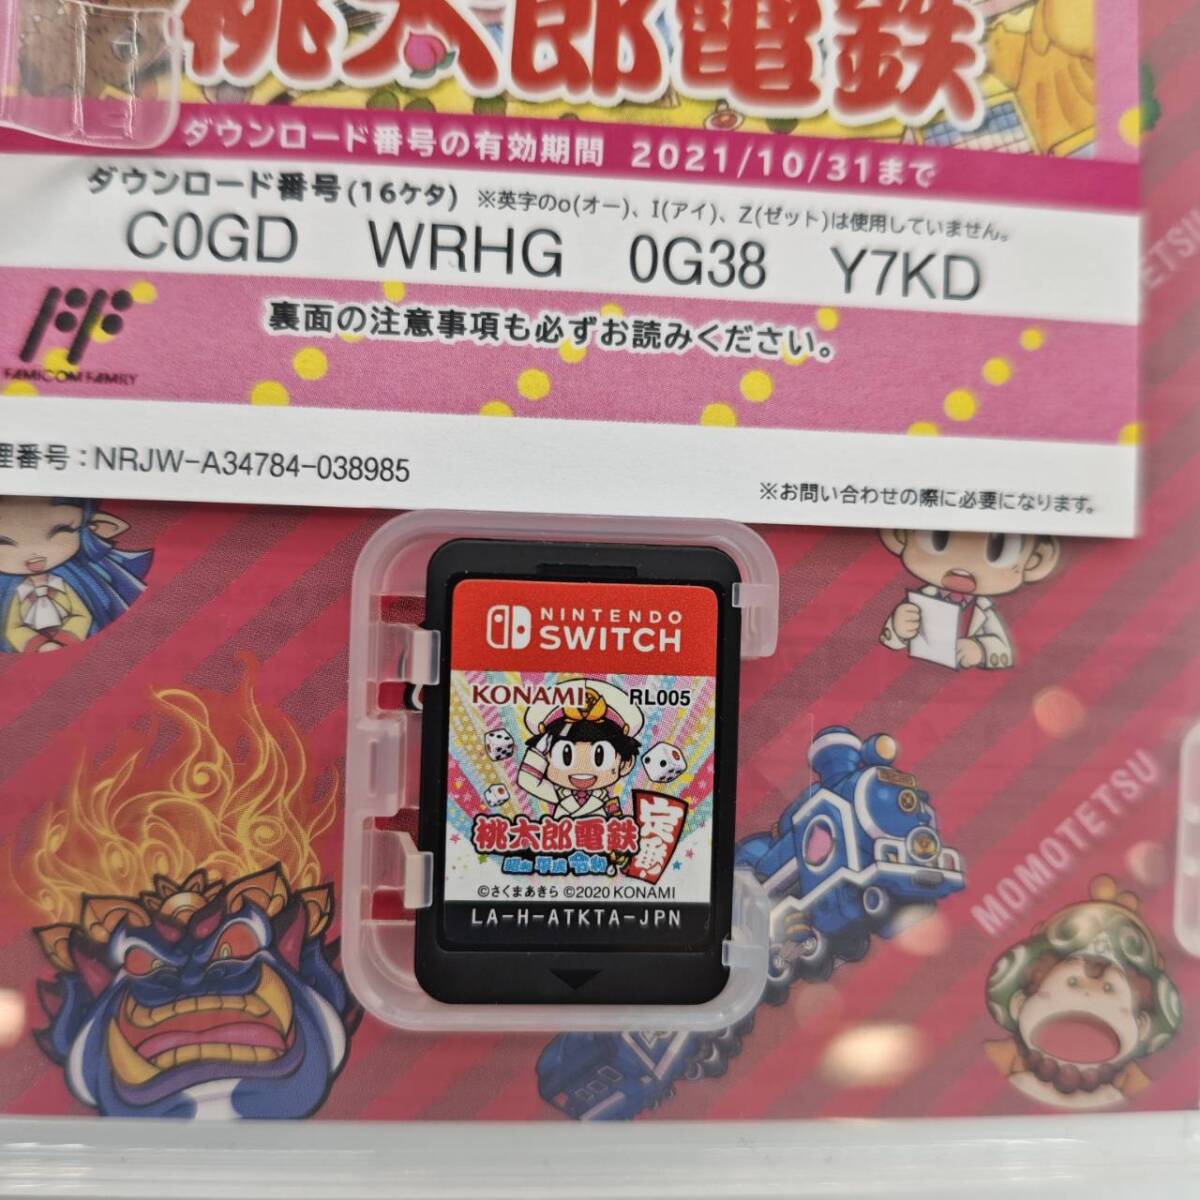 桃太郎電鉄
ダウンロード番号の有効期間 2021/10/31まで
ダウンロード番号(16ケタ) ※英字のo(オー)、I(アイ)、Z(ゼット)は使用していません。
C0GD WRHG 0G38 Y7KD
裏面の注意事項も必ずお読みください。
FAMICOM FAMILY
理番号：NRJW-A34784-038985
※お問い合わせの際に必要になります。
NINTENDO
SWITCH
KONAMI RL005
桃太郎電鉄
定番!
昭和 平成 令和
©さくまあきら ©2020 KONAMI
LA-H-ATKTA-JPN
MOMOTETSU
ETSU